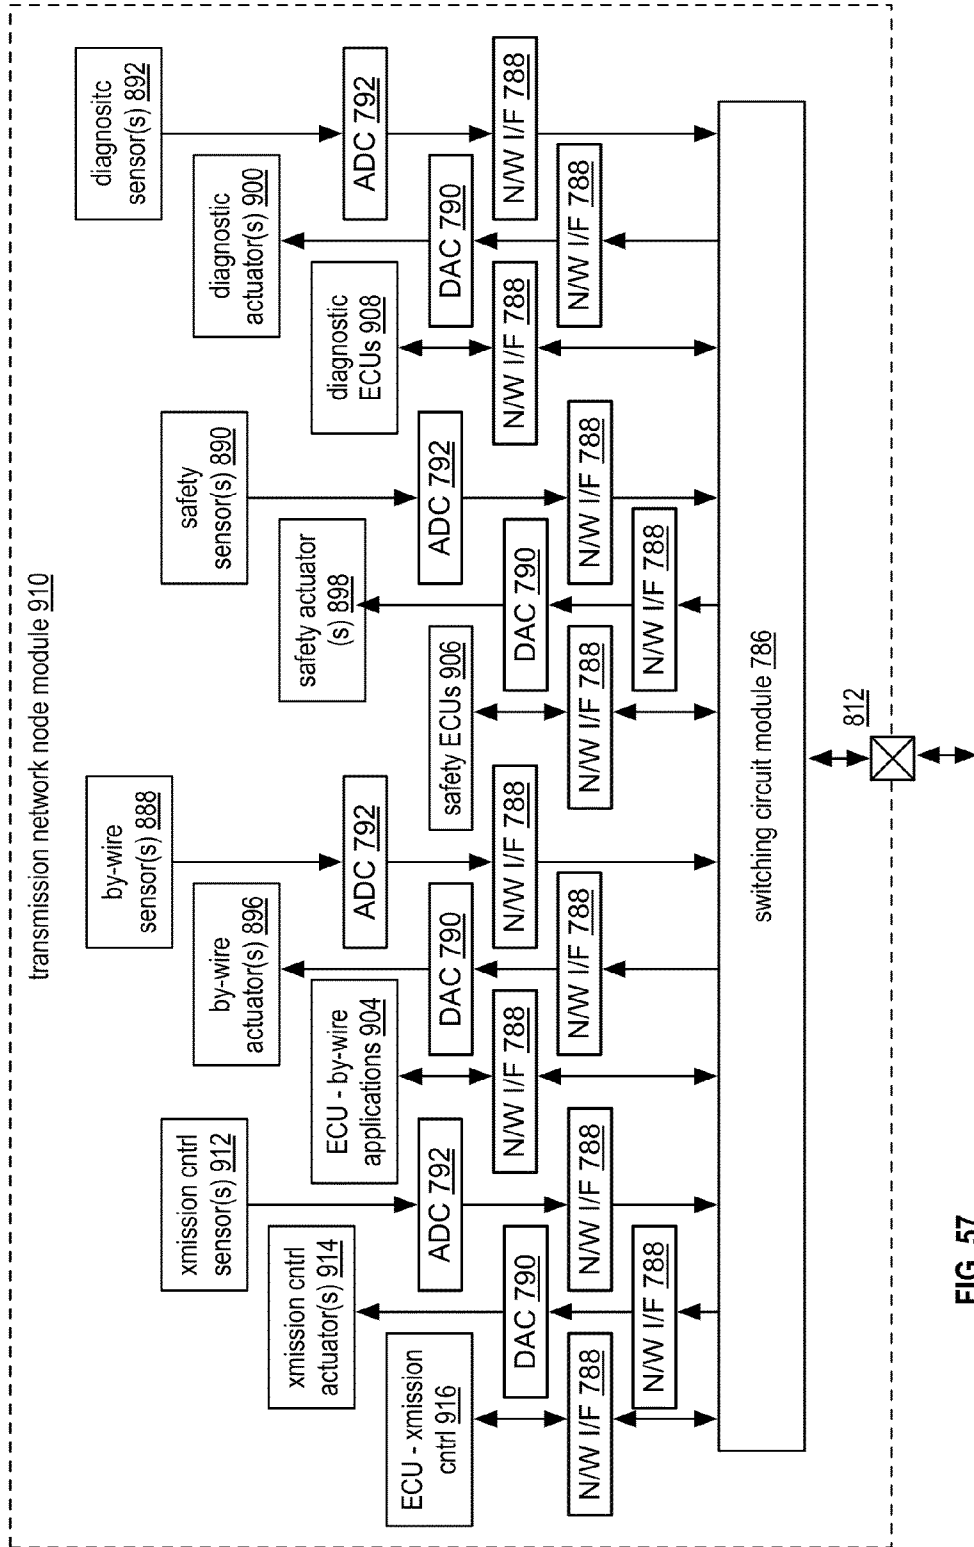 transmission network node module 910
xmission cntrl
sensor(s) 912
xmission cntrl
actuator(s) 914
ECU - xmission
cntrl 916
ADC 792
DAC 790
N/W I/F 788
N/W I/F 788
N/W I/F 788
by-wire
sensor(s) 888
by-wire
actuator(s) 896
ECU - by-wire
applications 904
ADC 792
DAC 790
N/W I/F 788
N/W I/F 788
N/W I/F 788
safety
sensor(s) 890
safety actuator
(s) 898
safety ECUs 906
ADC 792
DAC 790
N/W I/F 788
N/W I/F 788
N/W I/F 788
diagnositc
sensor(s) 892
diagnostic
actuator(s) 900
diagnostic
ECUs 908
ADC 792
DAC 790
N/W I/F 788
N/W I/F 788
N/W I/F 788
switching circuit module 786
812
FIG. 57